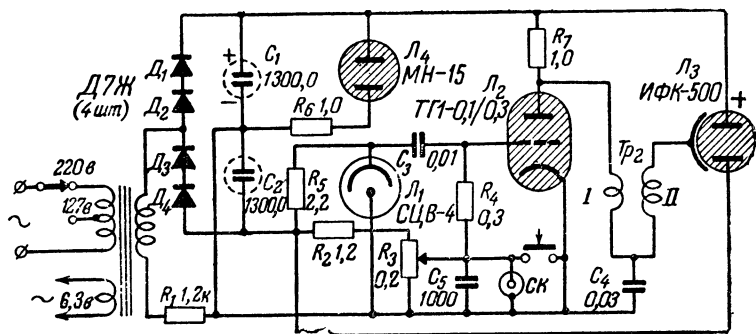 Д7Ж
(4шт)
Д₁
Д₂
Д₃
Д₄
+
C₁
1300,0
−
C₂
1300,0
R₆ 1,0
Л₄
МН-15
R₅
2,2
C₃
0,01
Л₁
СЦВ-4
R₂ 1,2
R₃
0,2
R₄
0,3
C₅
1000
СК
Л₂
ТГ1-0,1/0,3
R₇
1,0
Тр₂
I
II
C₄
0,03
Л₃
ИФК-500
+
220в
127в
~
~ 6,3в
R₁ 1,2к